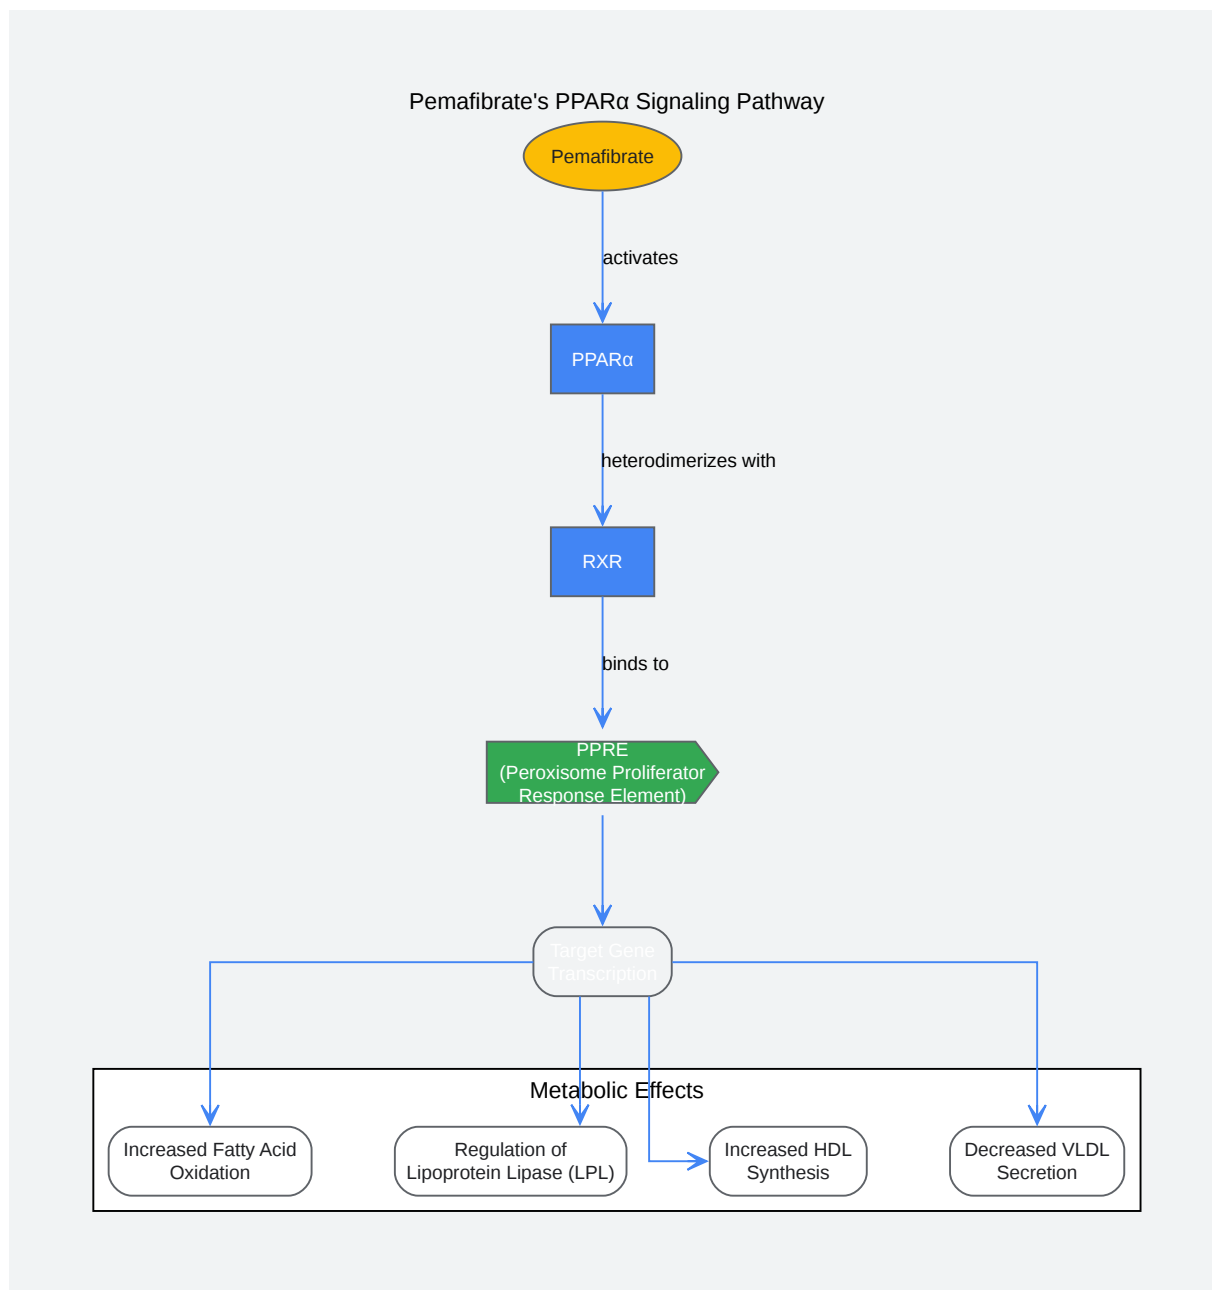 Pemafibrate's PPARα Signaling Pathway
Pemafibrate
activates
PPARα
heterodimerizes with
RXR
binds to
PPRE
(Peroxisome Proliferator
Response Element)
Target Gene
Transcription
Metabolic Effects
Increased Fatty Acid
Oxidation
Regulation of
Lipoprotein Lipase (LPL)
Increased HDL
Synthesis
Decreased VLDL
Secretion